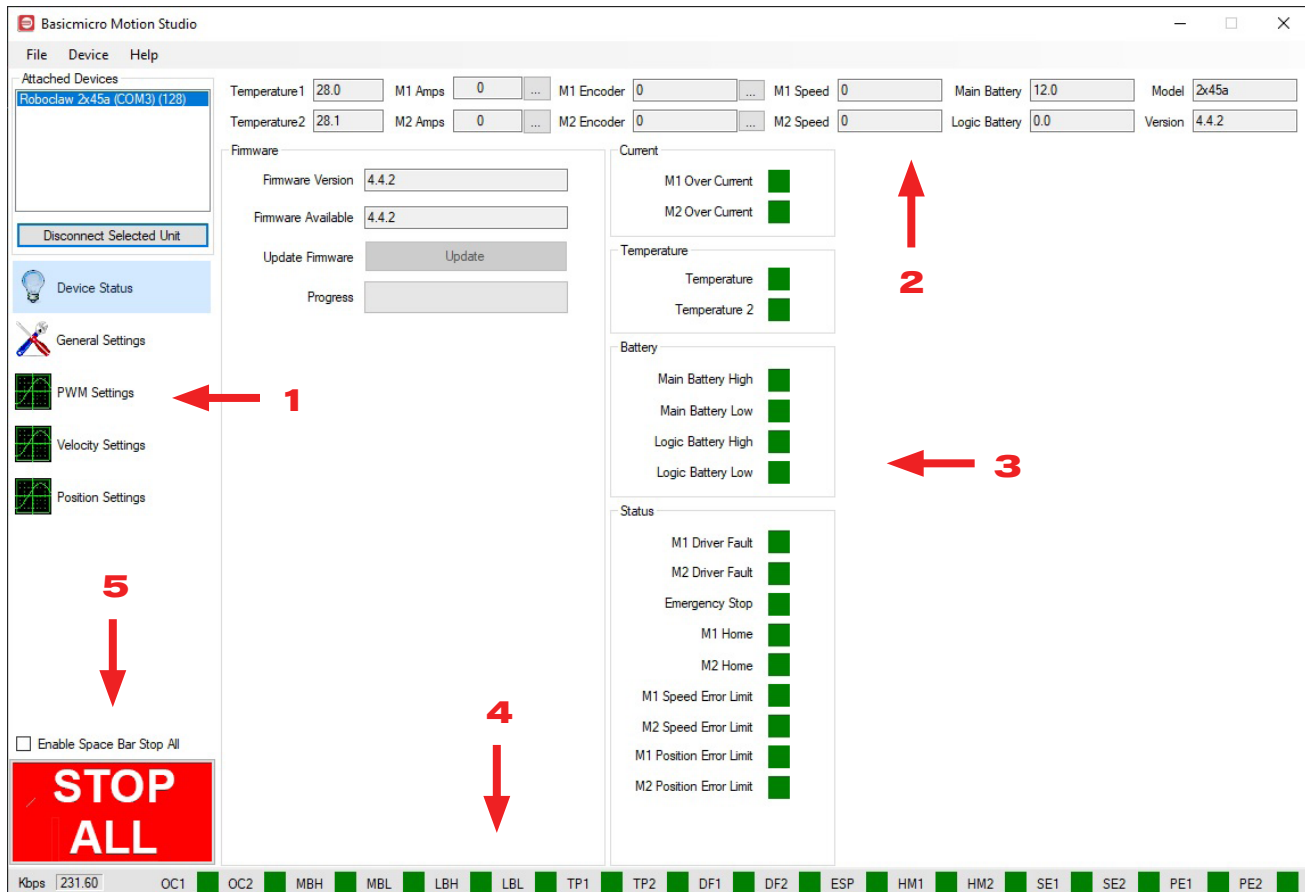 Basicmicro Motion Studio
File Device Help
Attached Devices
Roboclaw 2x45a (COM3) (128)
Disconnect Selected Unit
Temperature1 28.0 M1 Amps 0 ... M1 Encoder 0 ... M1 Speed 0 Main Battery 12.0 Model 2x45a
Temperature2 28.1 M2 Amps 0 ... M2 Encoder 0 ... M2 Speed 0 Logic Battery 0.0 Version 4.4.2
Device Status
General Settings
PWM Settings
Velocity Settings
Position Settings
1
5
Enable Space Bar Stop All
STOP
ALL
Firmware
Firmware Version 4.4.2
Firmware Available 4.4.2
Update Firmware Update
Progress
4
Current
M1 Over Current
M2 Over Current
2
Temperature
Temperature
Temperature 2
Battery
Main Battery High
Main Battery Low
Logic Battery High
Logic Battery Low
3
Status
M1 Driver Fault
M2 Driver Fault
Emergency Stop
M1 Home
M2 Home
M1 Speed Error Limit
M2 Speed Error Limit
M1 Position Error Limit
M2 Position Error Limit
Kbps 231.60 OC1 OC2 MBH MBL LBH LBL TP1 TP2 DF1 DF2 ESP HM1 HM2 SE1 SE2 PE1 PE2